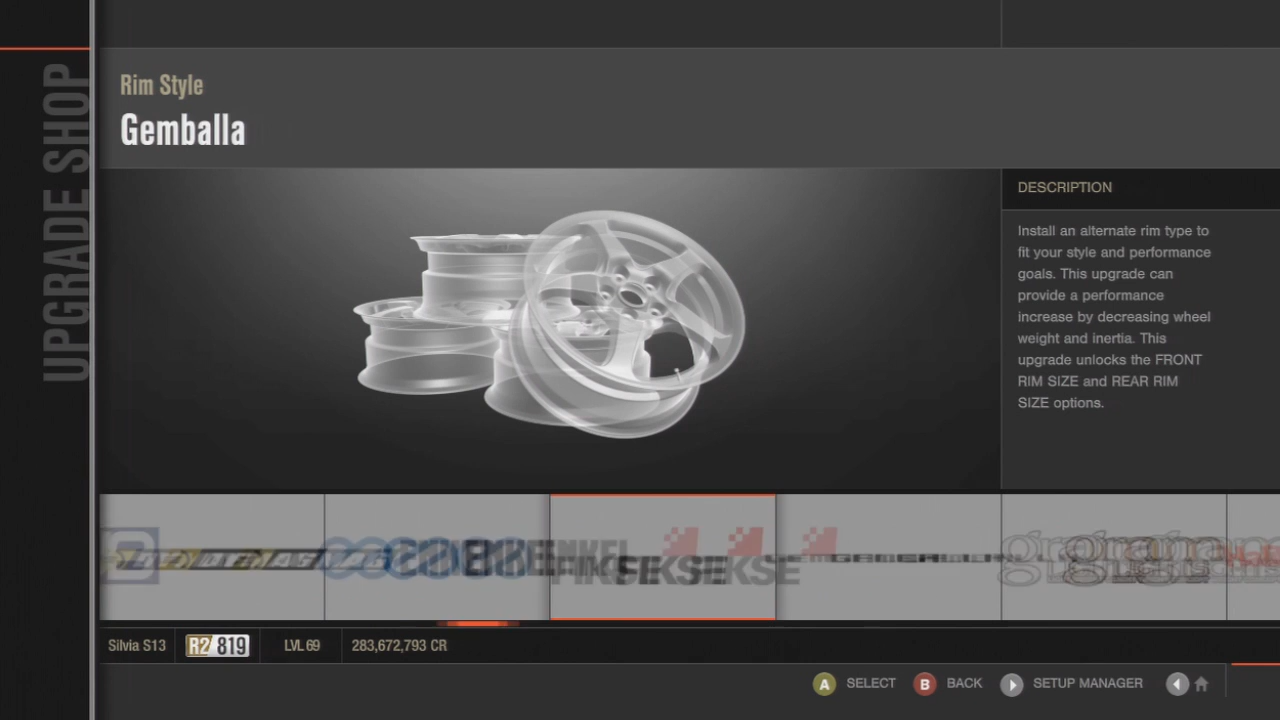 UPGRADE SHOP
Rim Style
Gemballa
DESCRIPTION
Install an alternate rim type to
fit your style and performance
goals. This upgrade can
provide a performance
increase by decreasing wheel
weight and inertia. This
upgrade unlocks the FRONT
RIM SIZE and REAR RIM
SIZE options.
Silvia S13
R2 819
LVL 69
283,672,793 CR
A SELECT
B BACK
SETUP MANAGER